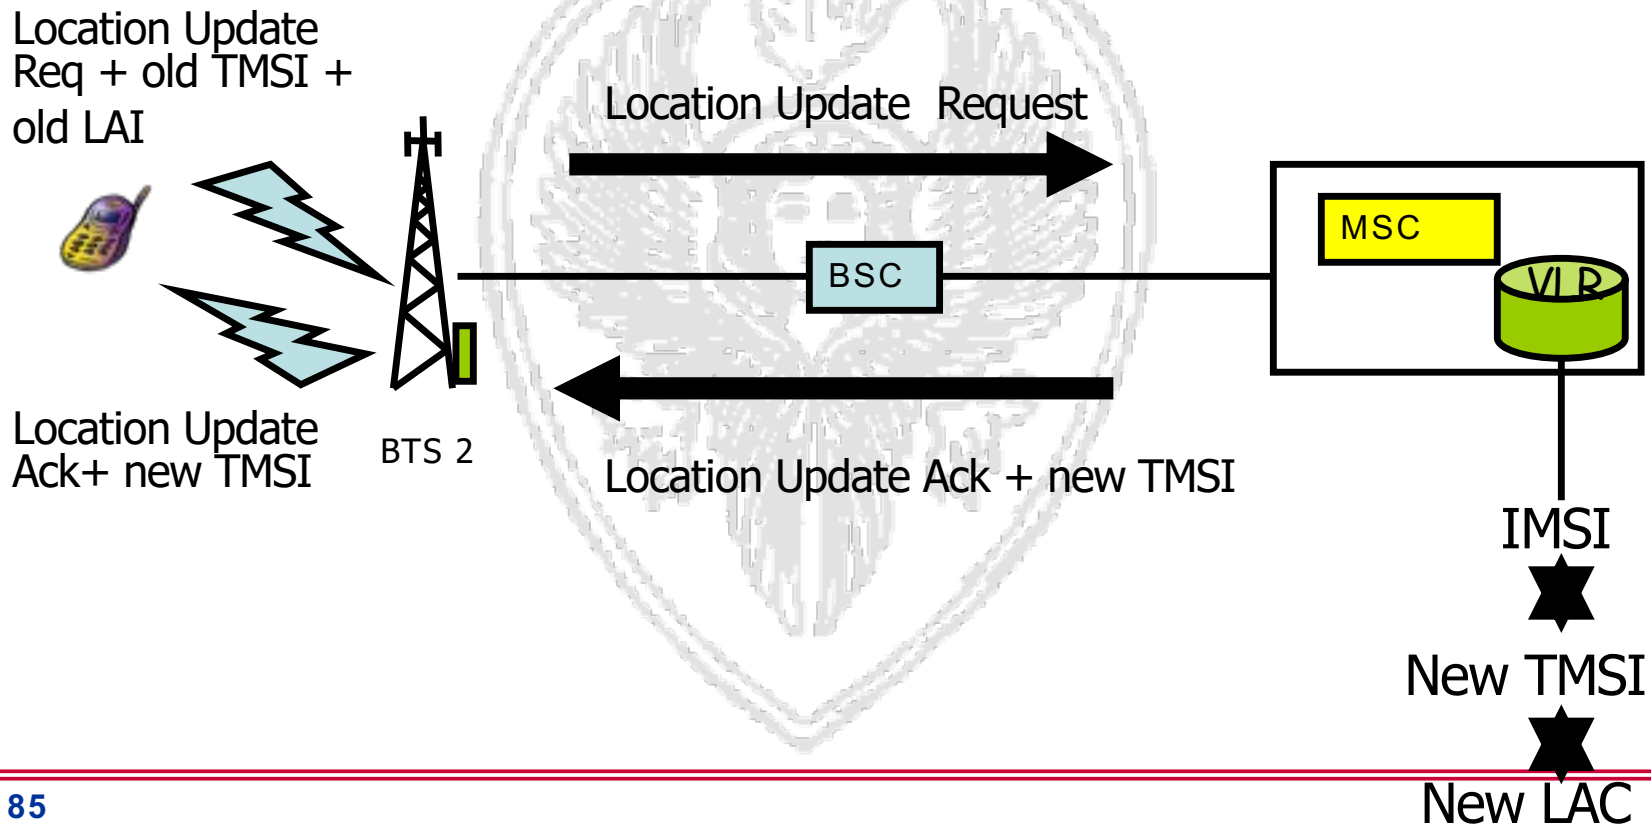 Location Update
Req + old TMSI +
old LAI
Location Update  Request
MSC
VLR
BSC
Location Update
Ack+ new TMSI
BTS 2
Location Update Ack + new TMSI
IMSI
New TMSI
New LAC
85